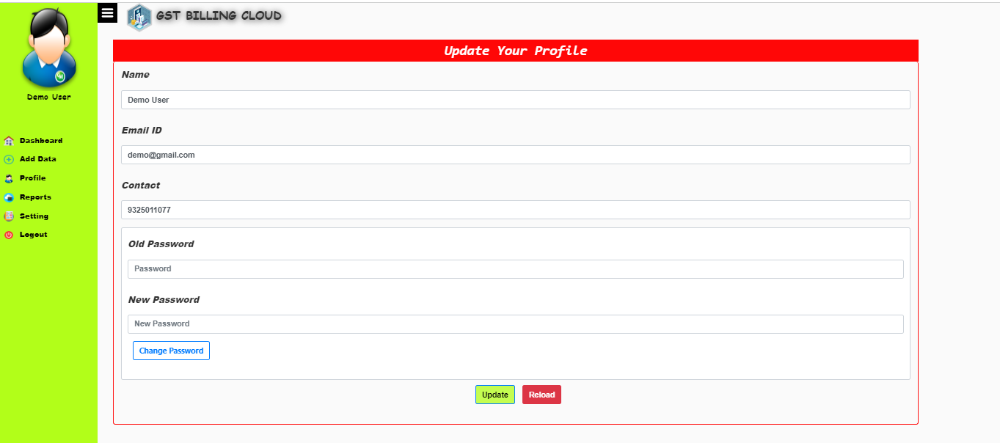 GST BILLING CLOUD
Demo User
Dashboard
Add Data
Profile
Reports
Setting
Logout
Update Your Profile
Name
Demo User
Email ID
demo@gmail.com
Contact
9325011077
Old Password
Password
New Password
New Password
Change Password
Update Reload